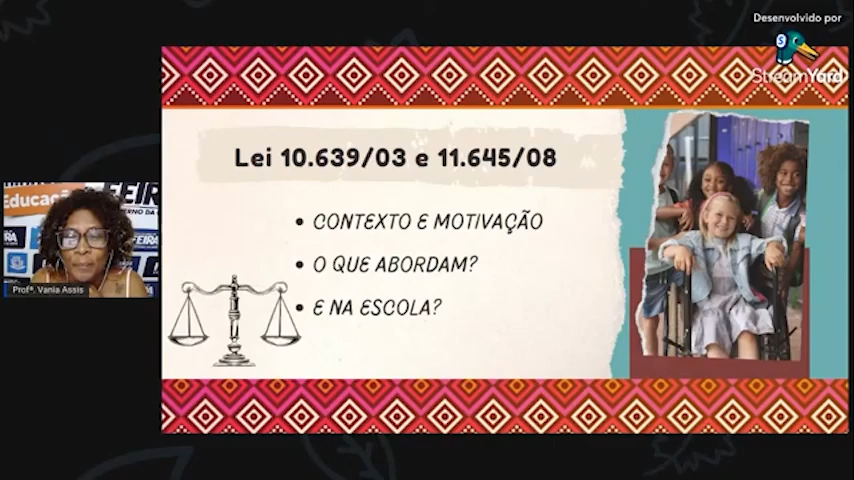 Desenvolvido por
StreamYard
Lei 10.639/03 e 11.645/08
• CONTEXTO E MOTIVAÇÃO
• O QUE ABORDAM?
• E NA ESCOLA?
Educação
FEIRA
FEIRA
Profª. Vania Assis